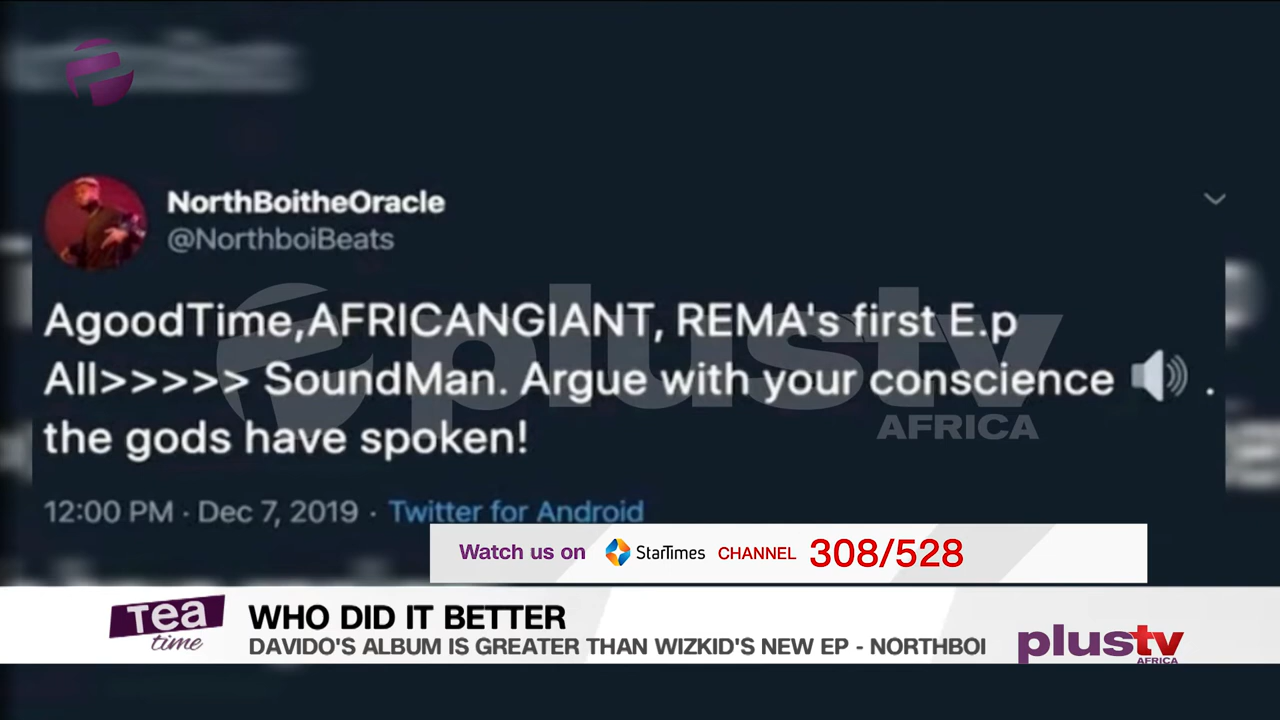 NorthBoitheOracle
@NorthboiBeats
AgoodTime,AFRICANGIANT, REMA's first E.p
All>>>>> SoundMan. Argue with your conscience 🔊 .
the gods have spoken!
12:00 PM · Dec 7, 2019 · Twitter for Android
plustv
AFRICA
Watch us on StarTimes CHANNEL 308/528
Tea
time
WHO DID IT BETTER
DAVIDO'S ALBUM IS GREATER THAN WIZKID'S NEW EP - NORTHBOI
plustv
AFRICA